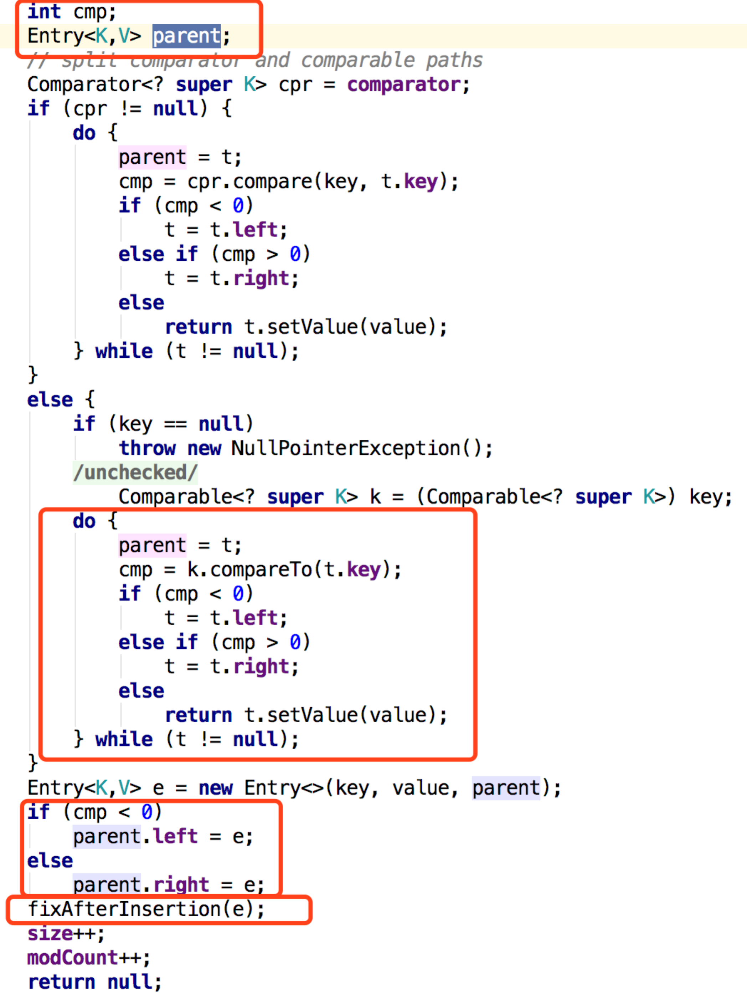 int cmp;
Entry<K,V> parent;
// split comparator and comparable paths
Comparator<? super K> cpr = comparator;
if (cpr != null) {
    do {
        parent = t;
        cmp = cpr.compare(key, t.key);
        if (cmp < 0)
            t = t.left;
        else if (cmp > 0)
            t = t.right;
        else
            return t.setValue(value);
    } while (t != null);
}
else {
    if (key == null)
        throw new NullPointerException();
    /unchecked/
        Comparable<? super K> k = (Comparable<? super K>) key;
    do {
        parent = t;
        cmp = k.compareTo(t.key);
        if (cmp < 0)
            t = t.left;
        else if (cmp > 0)
            t = t.right;
        else
            return t.setValue(value);
    } while (t != null);
}
Entry<K,V> e = new Entry<>(key, value, parent);
if (cmp < 0)
    parent.left = e;
else
    parent.right = e;
fixAfterInsertion(e);
size++;
modCount++;
return null;